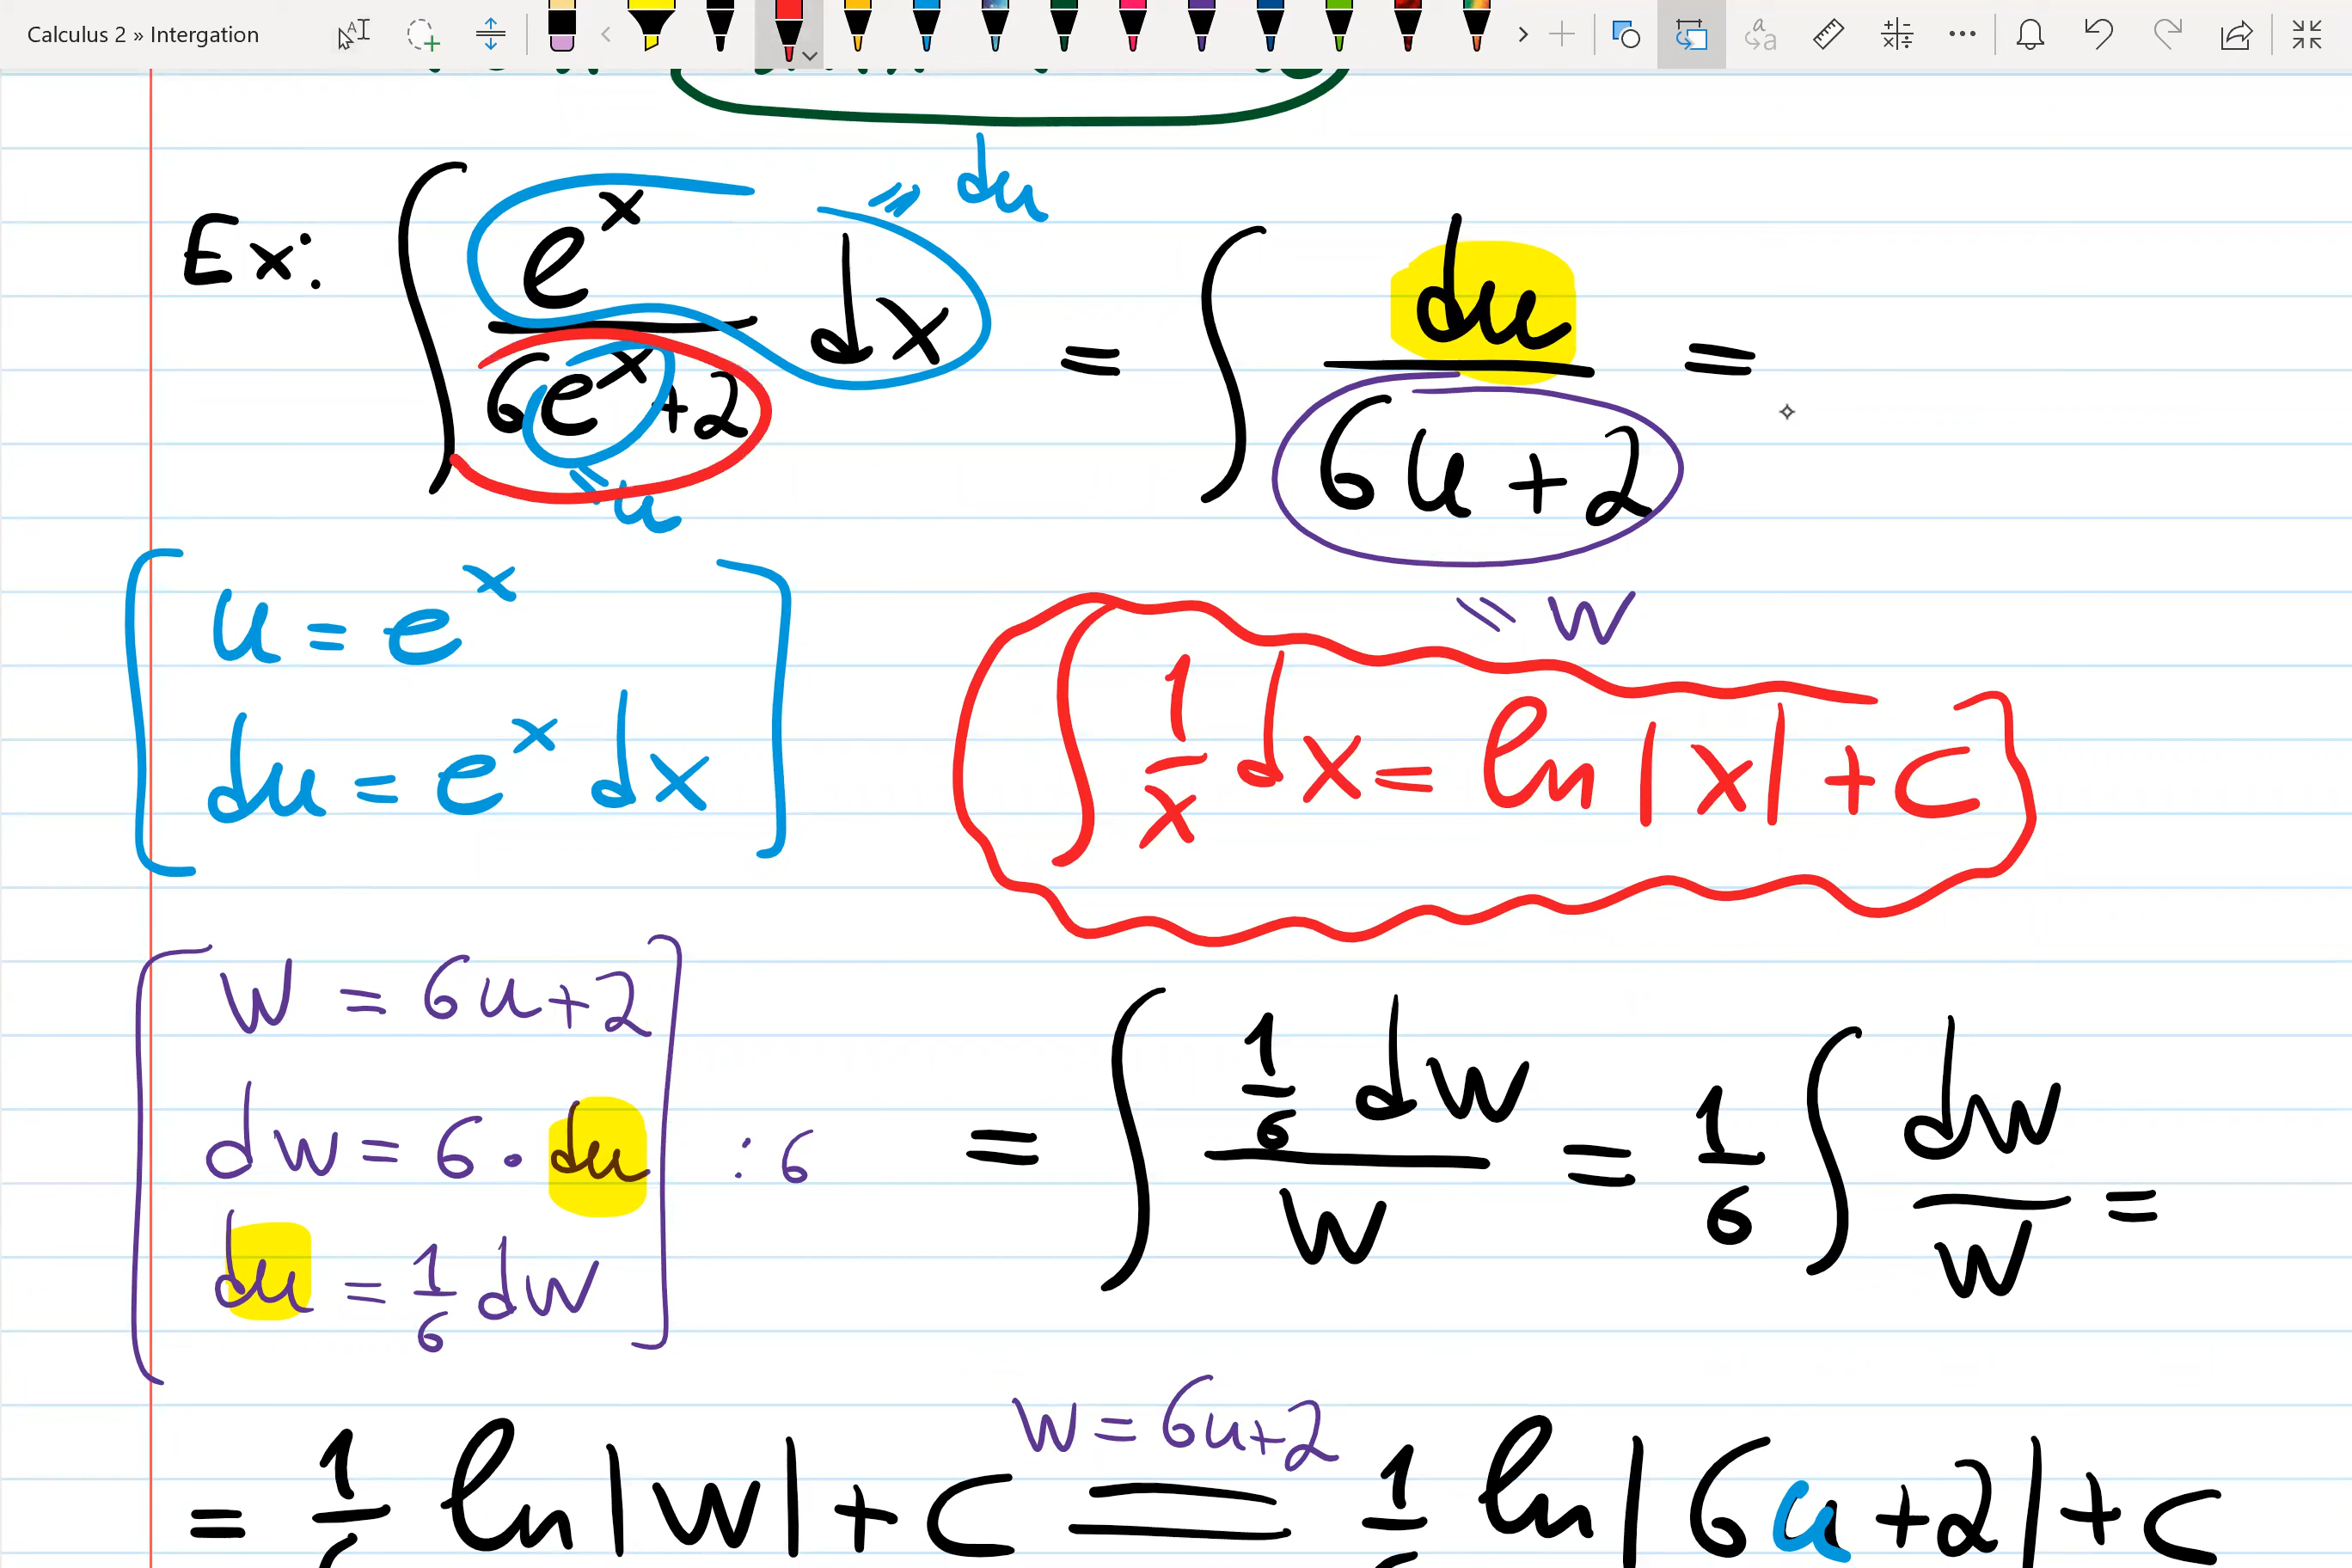 Calculus 2 » Intergation
= du
Ex: ∫ e^x / (6e^x + 2) dx = ∫ du / (6u + 2) =
= u
= w
u = e^x
du = e^x dx
∫ 1/x dx = ln|x| + C
w = 6u + 2
dw = 6 · du : 6
du = 1/6 dw
= ∫ (1/6 dw) / w = 1/6 ∫ dw / w =
w = 6u + 2
= 1/6 ln|w| + C = 1/6 ln|6u + 2| + C